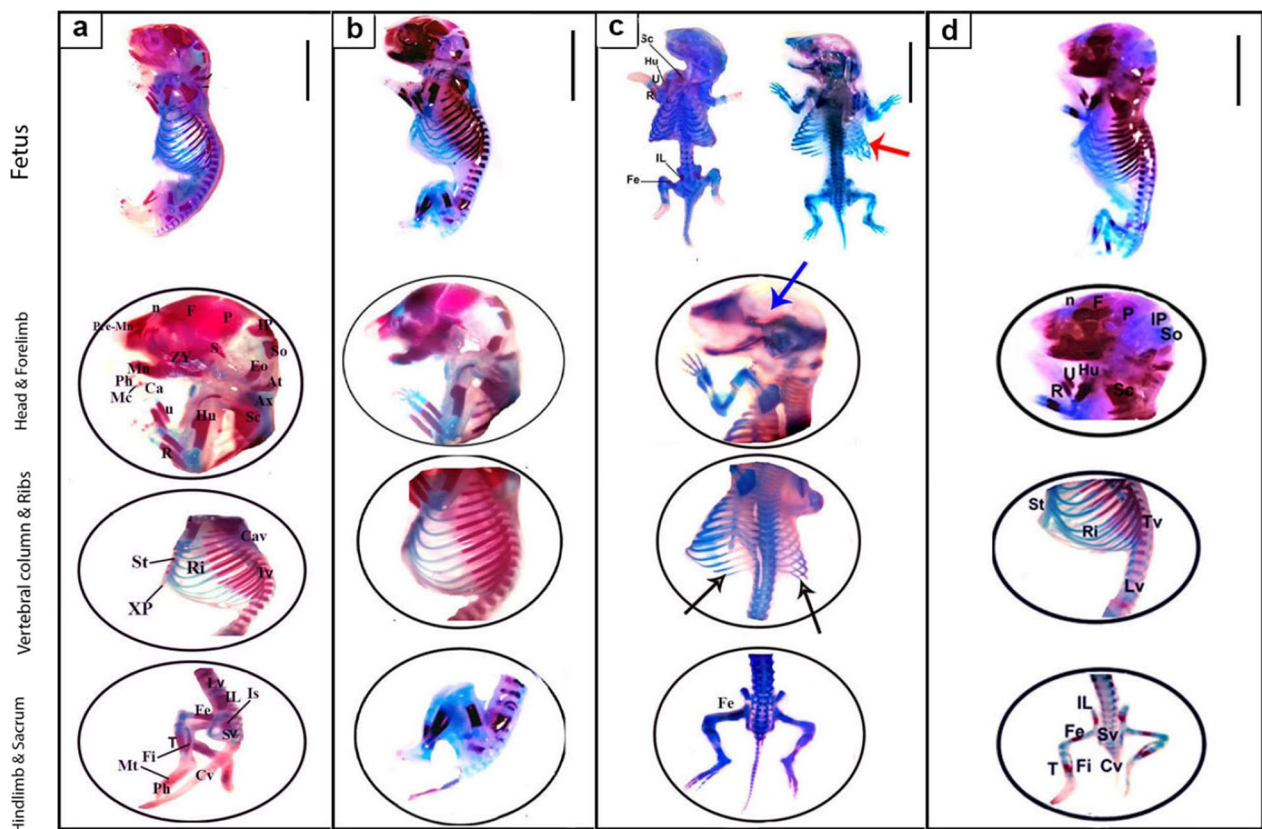 a
b
c
d
Fetus
Sc
Hu
U
R
IL
Fe
Head & Forelimb
n
F
P
IP
Pre-Mn
S
So
ZY
Eo
Mn
Ph
Ca
At
Mc
Ax
u
Hu
Sc
R
n
F
P
IP
So
U
Hu
R
Sc
Vertebral column & Ribs
Cav
St
Ri
Tv
XP
St
Ri
Tv
Lv
Hindlimb & Sacrum
Lv
IL
Is
Fe
Sv
T
Fi
Mt
Cv
Ph
Fe
IL
Fe
Sv
T
Fi
Cv